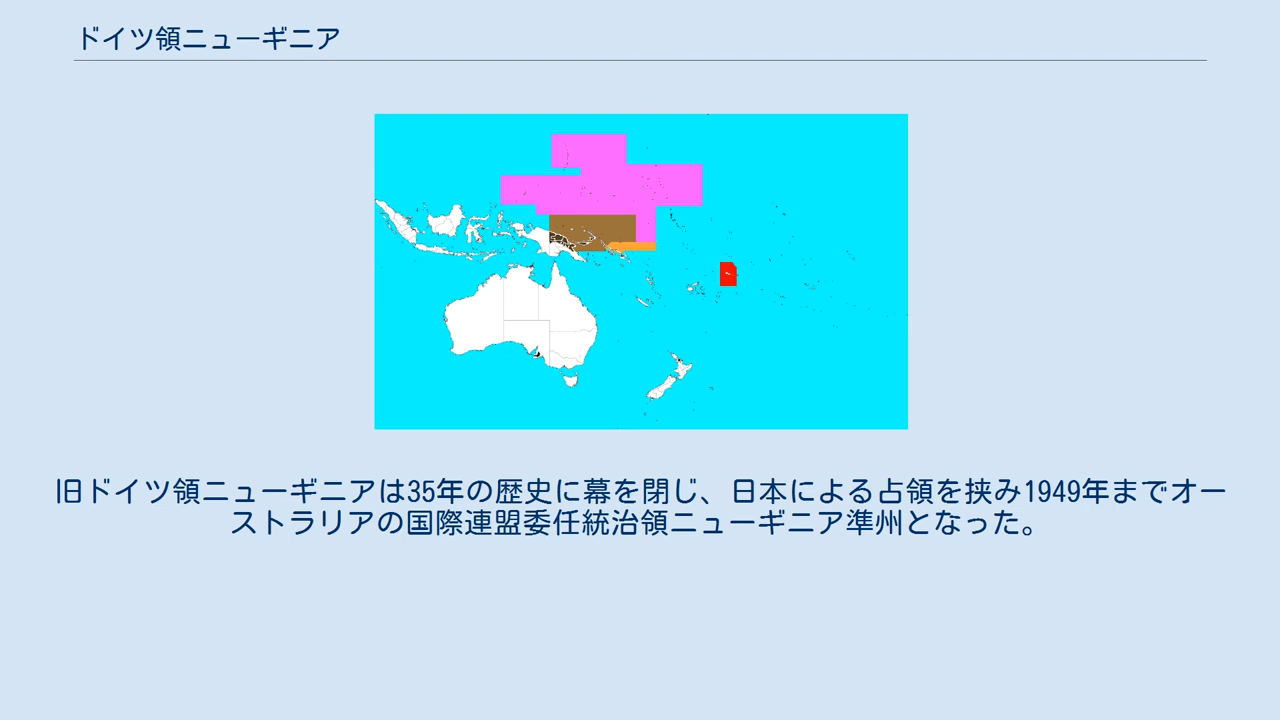 ドイツ領ニューギニア
旧ドイツ領ニューギニアは35年の歴史に幕を閉じ、日本による占領を挟み1949年までオー
ストラリアの国際連盟委任統治領ニューギニア準州となった。